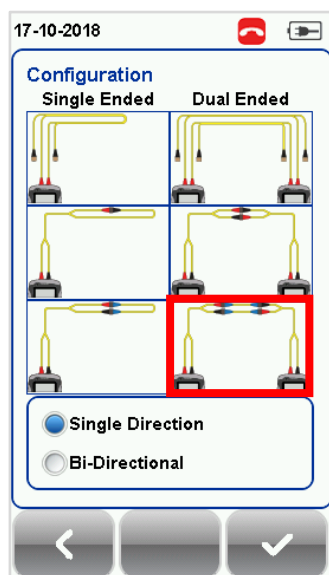 17-10-2018
Configuration
Single Ended Dual Ended
Single Direction
Bi-Directional